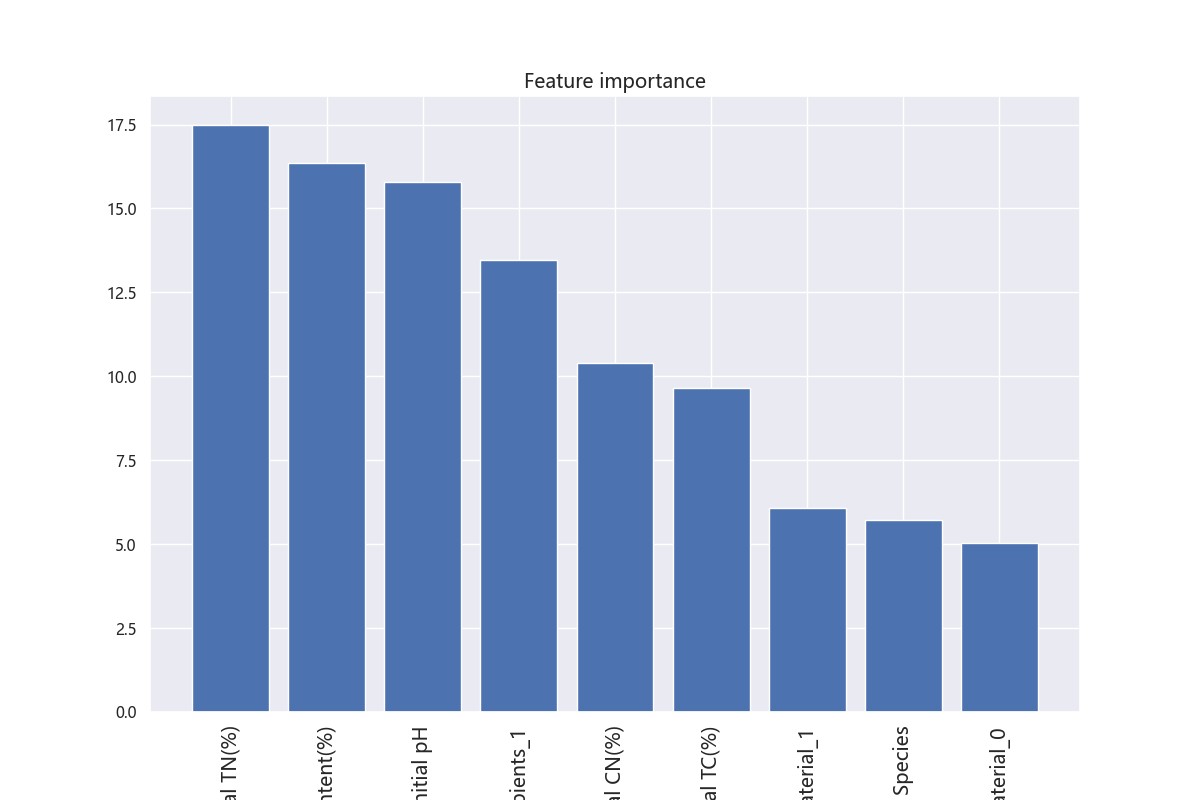 Feature importance
17.5
15.0
12.5
10.0
7.5
5.0
2.5
0.0
al TN(%)
ntent(%)
nitial pH
pients_1
al CN(%)
al TC(%)
aterial_1
Species
aterial_0